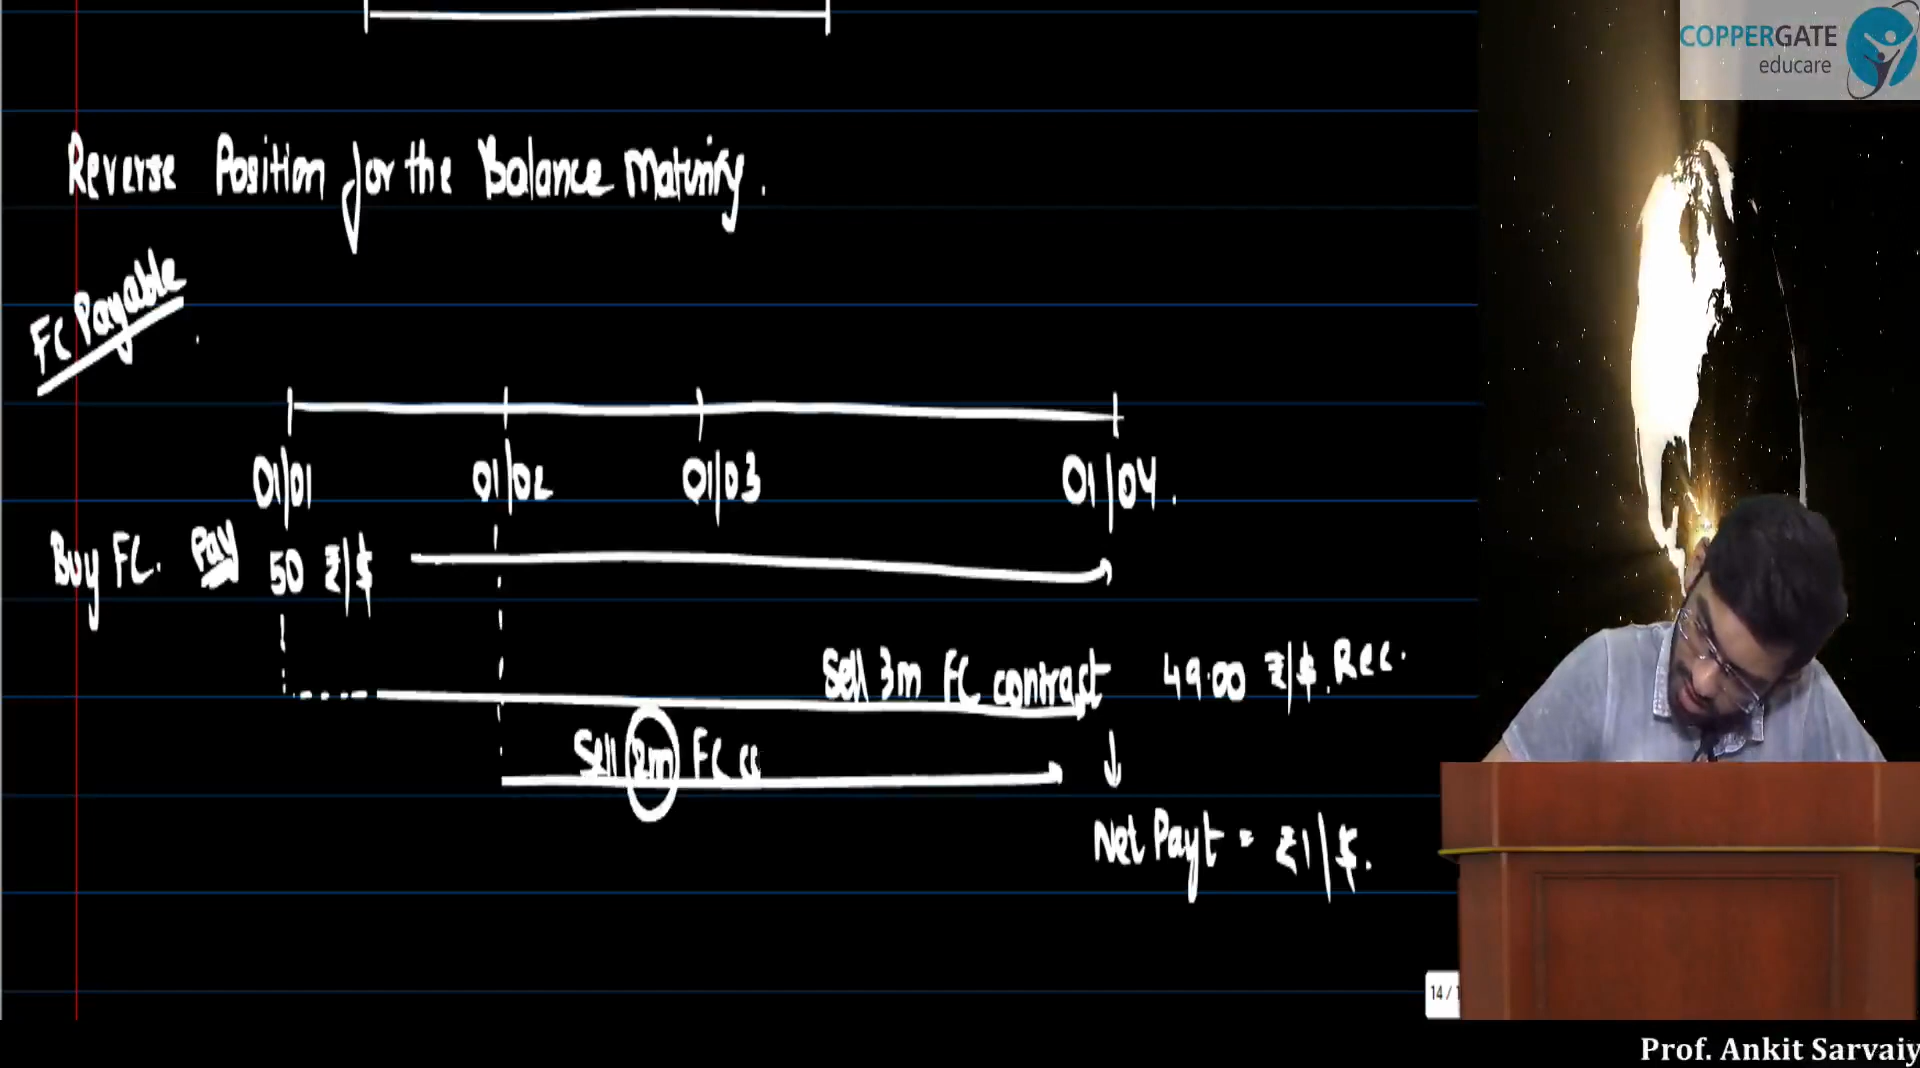 COPPERGATE
educare
Reverse Position for the Balance Maturity.
FC Payable
01/01 01/02 01/03 01/04.
Buy FC. Pay 50 ₹/$
Sell 3m FC contract 49.00 ₹/$. Rec.
Sell 2m FC
Net Payt = ₹1/$.
14/1
Prof. Ankit Sarvaiy